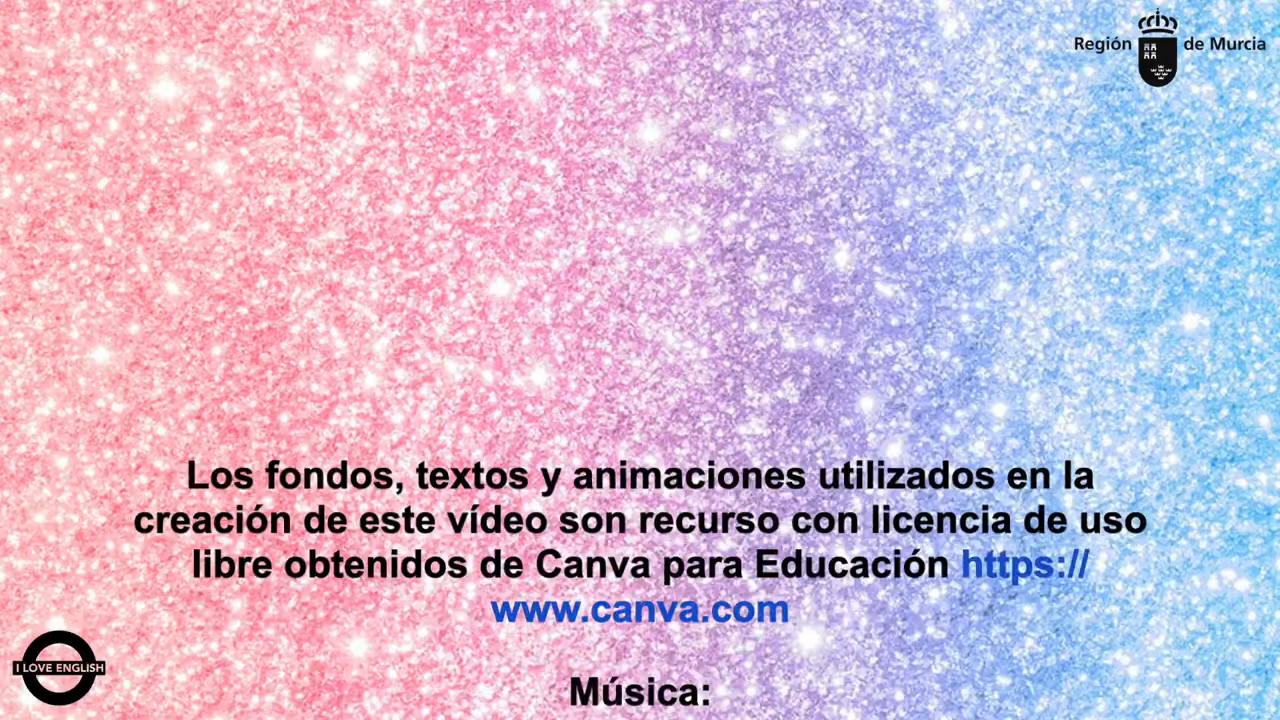 Región de Murcia
Los fondos, textos y animaciones utilizados en la
creación de este vídeo son recurso con licencia de uso
libre obtenidos de Canva para Educación https://
www.canva.com
I LOVE ENGLISH
Música: